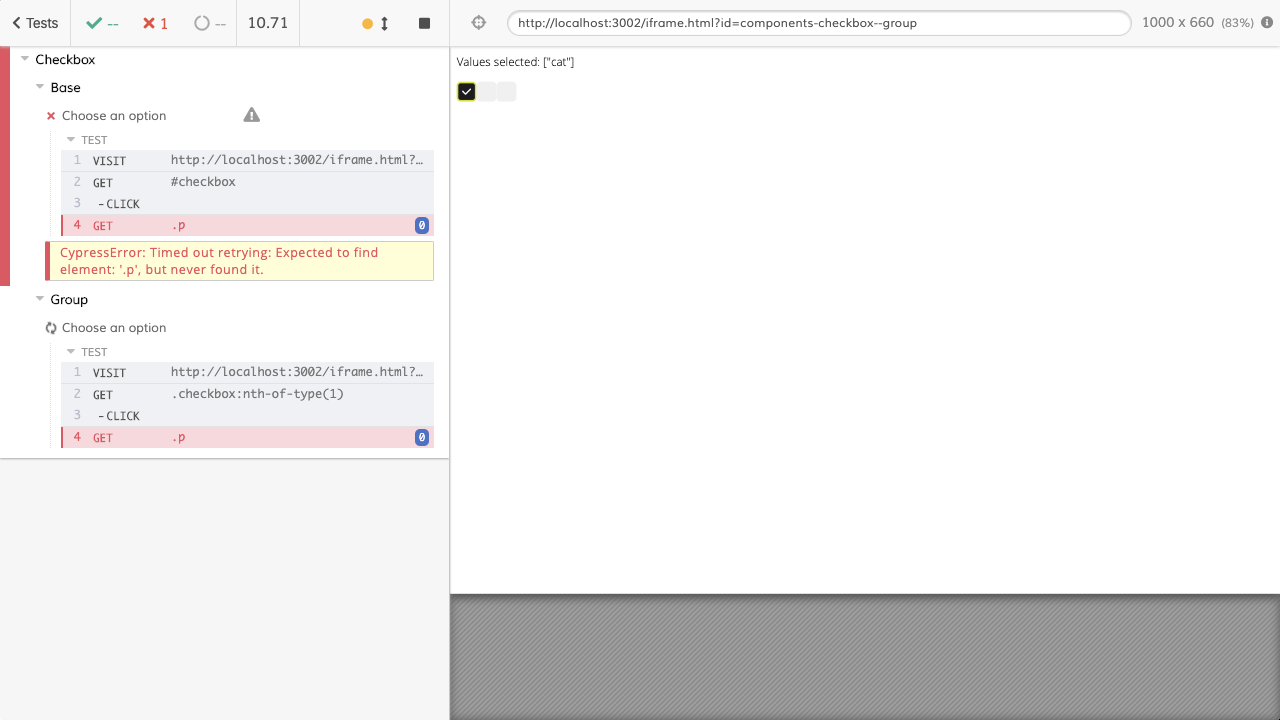 Tests
--
1
--
10.71
http://localhost:3002/iframe.html?id=components-checkbox--group
1000 x 660 (83%)
Checkbox
Base
Choose an option
TEST
1 VISIT http://localhost:3002/iframe.html?…
2 GET #checkbox
3 -CLICK
4 GET .p 0
CypressError: Timed out retrying: Expected to find
element: '.p', but never found it.
Group
Choose an option
TEST
1 VISIT http://localhost:3002/iframe.html?…
2 GET .checkbox:nth-of-type(1)
3 -CLICK
4 GET .p 0
Values selected: ["cat"]